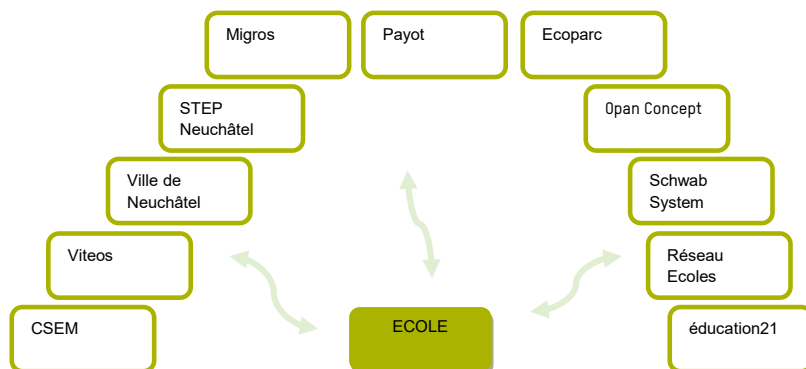 Migros
Payot
Ecoparc
STEP
Neuchâtel
Opan Concept
Ville de
Neuchâtel
Schwab
System
Viteos
Réseau
Ecoles
CSEM
ECOLE
éducation21